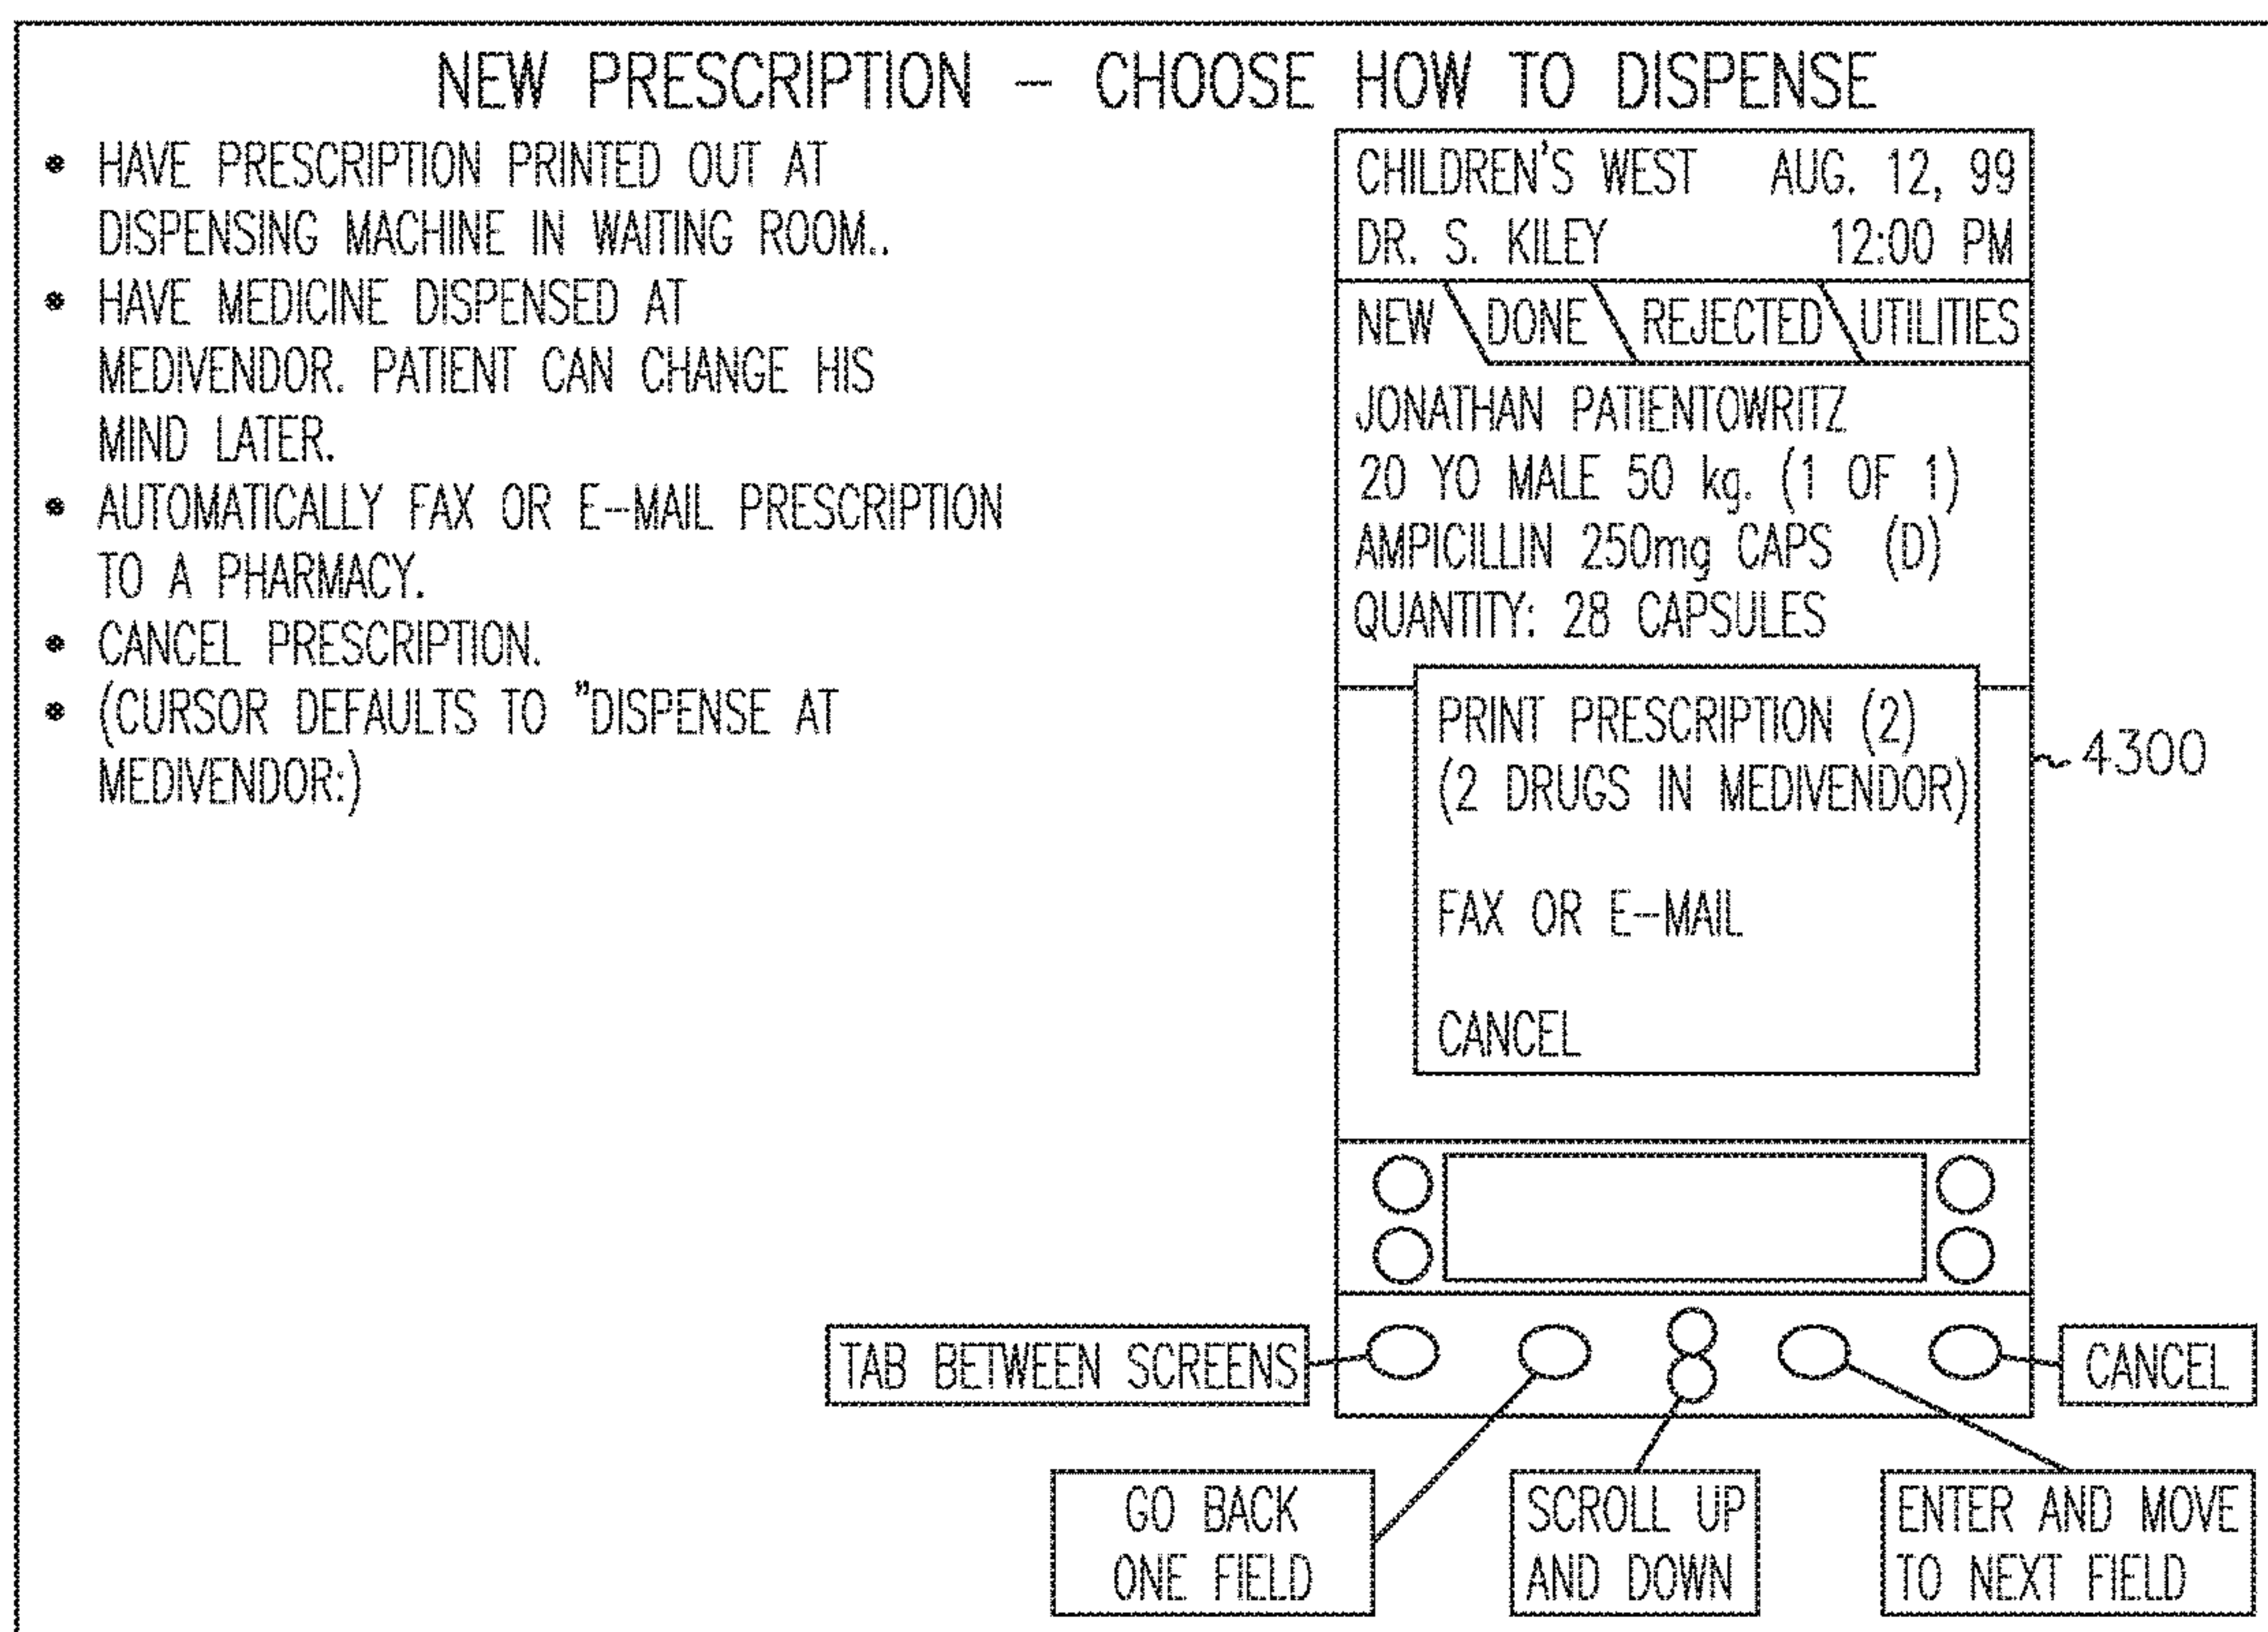 NEW PRESCRIPTION – CHOOSE HOW TO DISPENSE
• HAVE PRESCRIPTION PRINTED OUT AT
DISPENSING MACHINE IN WAITING ROOM..
• HAVE MEDICINE DISPENSED AT
MEDIVENDOR. PATIENT CAN CHANGE HIS
MIND LATER.
• AUTOMATICALLY FAX OR E–MAIL PRESCRIPTION
TO A PHARMACY.
• CANCEL PRESCRIPTION.
• (CURSOR DEFAULTS TO "DISPENSE AT
MEDIVENDOR:)
CHILDREN'S WEST AUG. 12, 99
DR. S. KILEY 12:00 PM
NEW DONE REJECTED UTILITIES
JONATHAN PATIENTOWRITZ
20 YO MALE 50 kg. (1 OF 1)
AMPICILLIN 250mg CAPS (D)
QUANTITY: 28 CAPSULES
PRINT PRESCRIPTION (2)
(2 DRUGS IN MEDIVENDOR)
FAX OR E–MAIL
CANCEL
4300
TAB BETWEEN SCREENS
CANCEL
GO BACK
ONE FIELD
SCROLL UP
AND DOWN
ENTER AND MOVE
TO NEXT FIELD